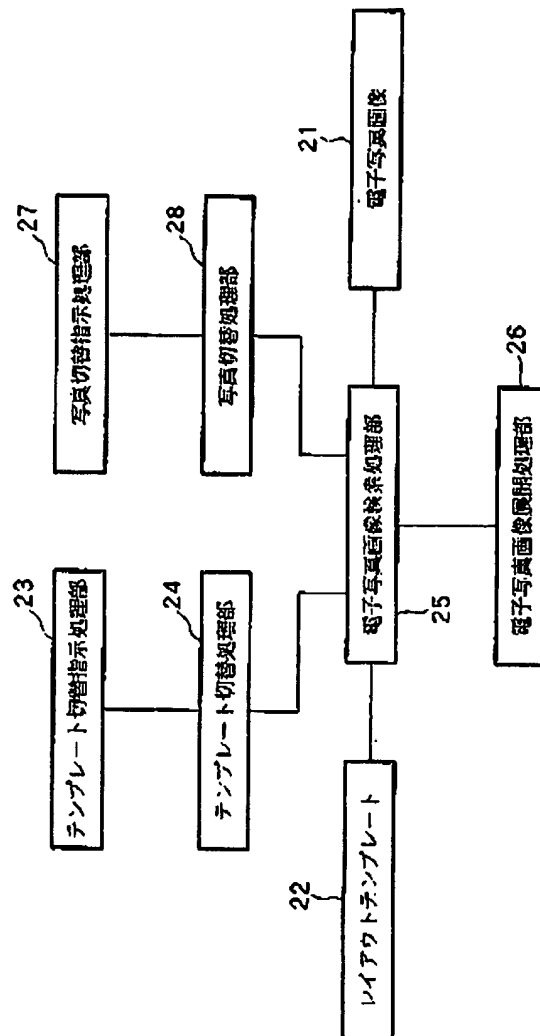 23
テンプレート切替指示処理部
27
写真切替指示処理部
24
テンプレート切替処理部
28
写真切替処理部
22
レイアウトテンプレート
25
電子写真画像検索処理部
21
電子写真画像
26
電子写真画像展開処理部